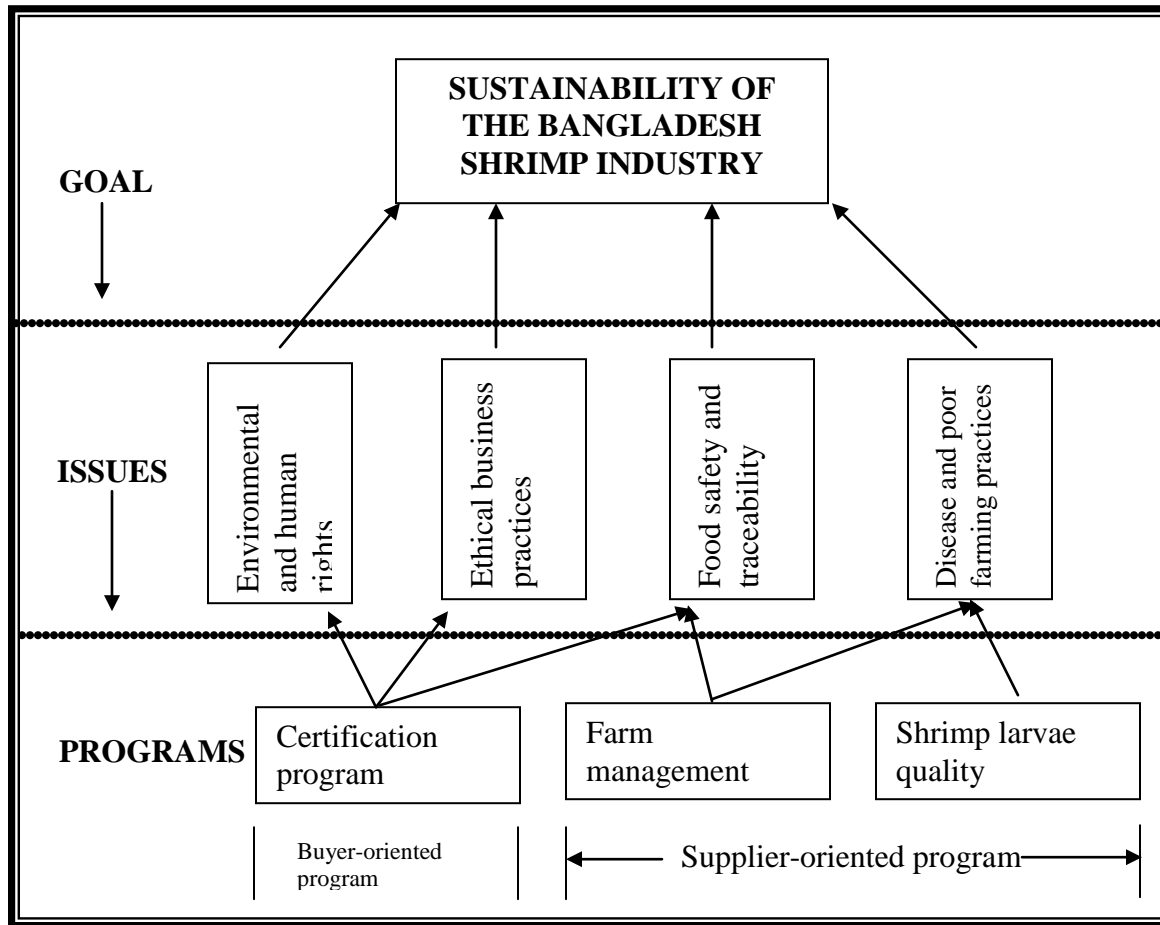 SUSTAINABILITY OF
THE BANGLADESH
SHRIMP INDUSTRY
GOAL
ISSUES
Environmental
and human
rights
Ethical business
practices
Food safety and
traceability
Disease and poor
farming practices
PROGRAMS
Certification
program
Farm
management
Shrimp larvae
quality
Buyer-oriented
program
Supplier-oriented program